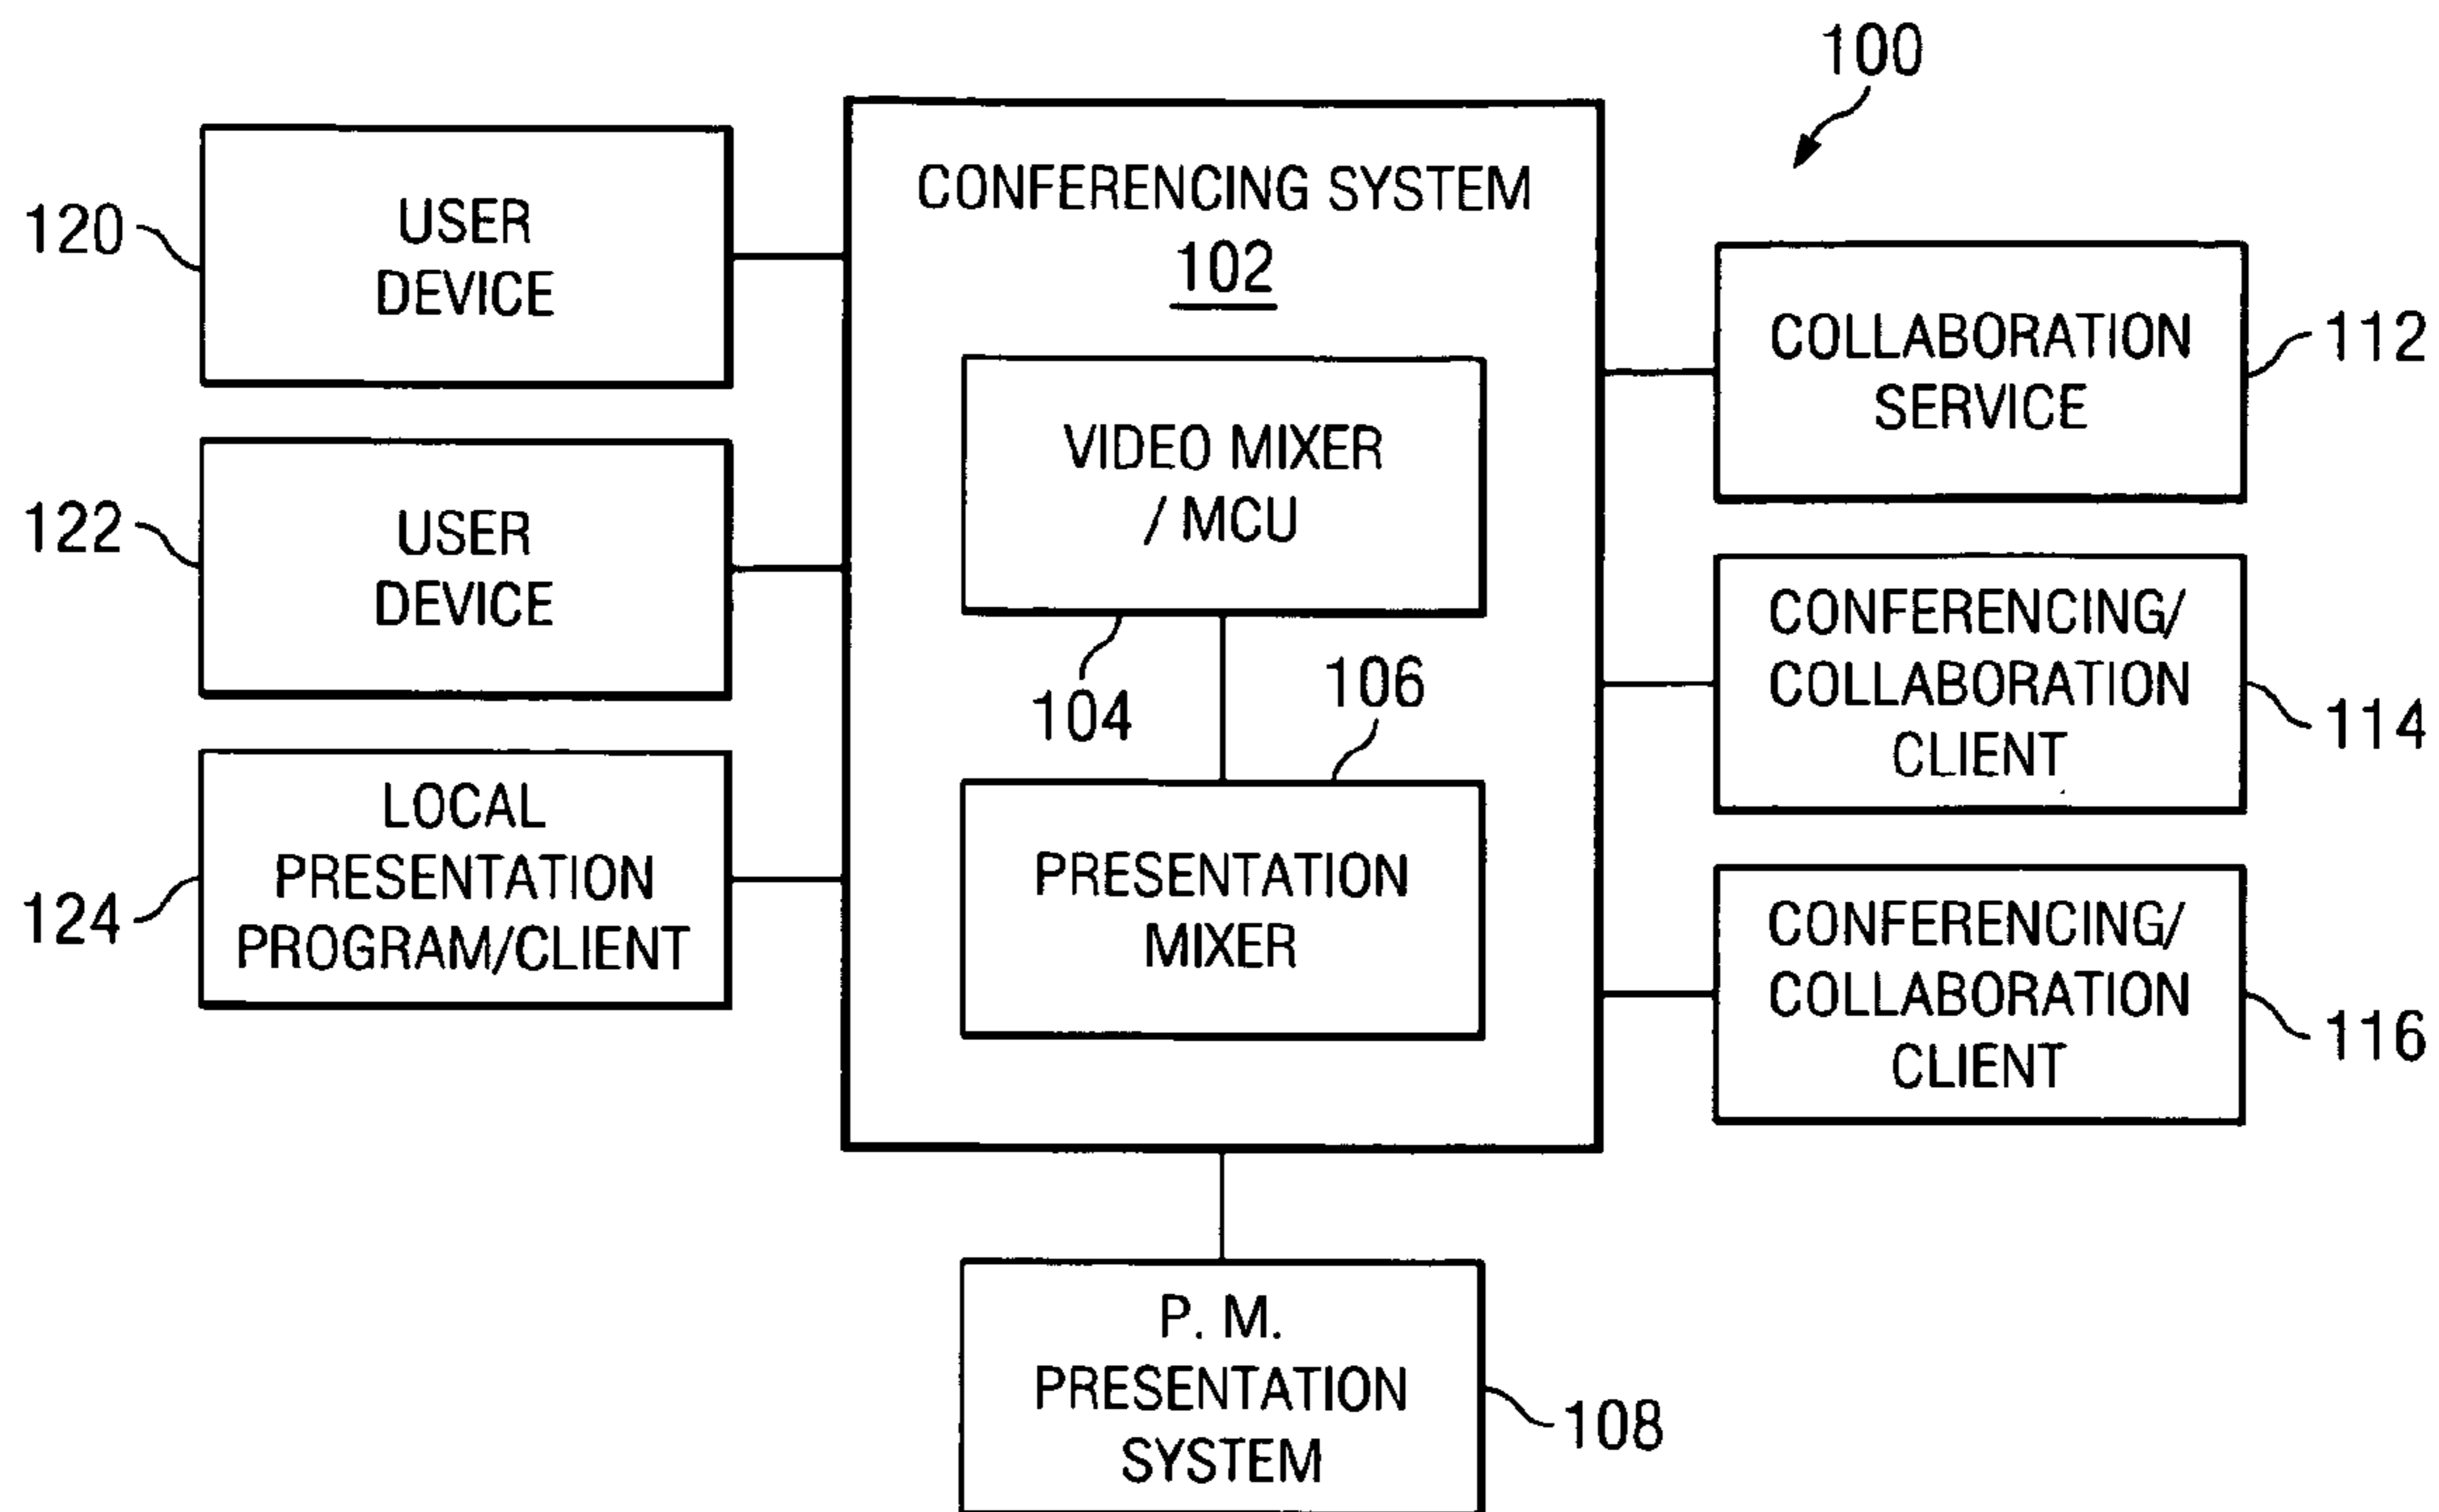 100
CONFERENCING SYSTEM
102
120
USER
DEVICE
122
USER
DEVICE
124
LOCAL
PRESENTATION
PROGRAM/CLIENT
VIDEO MIXER
/ MCU
104
106
PRESENTATION
MIXER
COLLABORATION
SERVICE
112
CONFERENCING/
COLLABORATION
CLIENT
114
CONFERENCING/
COLLABORATION
CLIENT
116
P. M.
PRESENTATION
SYSTEM
108